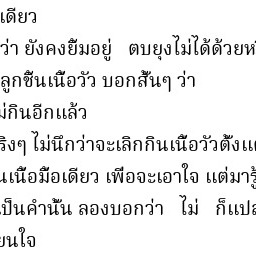 เดียว
ว่า ยังคงยิ้มอยู่ ตบยุงไม่ได้ด้วย
ลูกชิ้นเนื้อวัว บอกสั้นๆ ว่า
กินอีกแล้ว
ริงๆ ไม่นึกว่าจะเลิกกินเนื้อวัวตั้งแ
นเนื้อมื้อเดียว เพื่อจะเอาใจ แต่มารู้
ป็นคำนั้น ลองบอกว่า ไม่ ก็แปล
ยนใจ